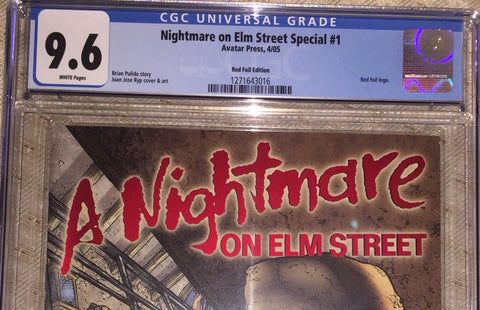 CGC UNIVERSAL GRADE
9.6
WHITE Pages
Nightmare on Elm Street Special #1
Avatar Press, 4/05
Red Foil Edition
Brian Pulido story
Juan Jose Ryp cover & art
1271643016
Red foil logo.
A Nightmare
ON ELM STREET